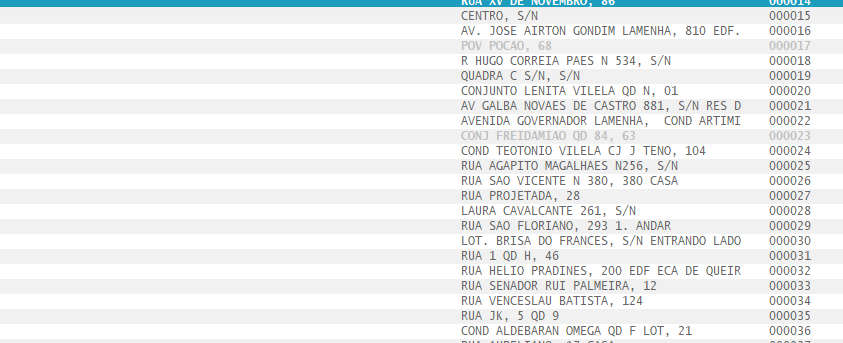 RUA XV DE NOVEMBRO, 86 000014
CENTRO, S/N 000015
AV. JOSE AIRTON GONDIM LAMENHA, 810 EDF. 000016
POV POCAO, 68 000017
R HUGO CORREIA PAES N 534, S/N 000018
QUADRA C S/N, S/N 000019
CONJUNTO LENITA VILELA QD N, 01 000020
AV GALBA NOVAES DE CASTRO 881, S/N RES D 000021
AVENIDA GOVERNADOR LAMENHA,  COND ARTIMI 000022
CONJ FREIDAMIAO QD 84, 63 000023
COND TEOTONIO VILELA CJ J TENO, 104 000024
RUA AGAPITO MAGALHAES N256, S/N 000025
RUA SAO VICENTE N 380, 380 CASA 000026
RUA PROJETADA, 28 000027
LAURA CAVALCANTE 261, S/N 000028
RUA SAO FLORIANO, 293 1. ANDAR 000029
LOT. BRISA DO FRANCES, S/N ENTRANDO LADO 000030
RUA 1 QD H, 46 000031
RUA HELIO PRADINES, 200 EDF ECA DE QUEIR 000032
RUA SENADOR RUI PALMEIRA, 12 000033
RUA VENCESLAU BATISTA, 124 000034
RUA JK, 5 QD 9 000035
COND ALDEBARAN OMEGA QD F LOT, 21 000036
RUA AURELIANO, 17 CASA 000037